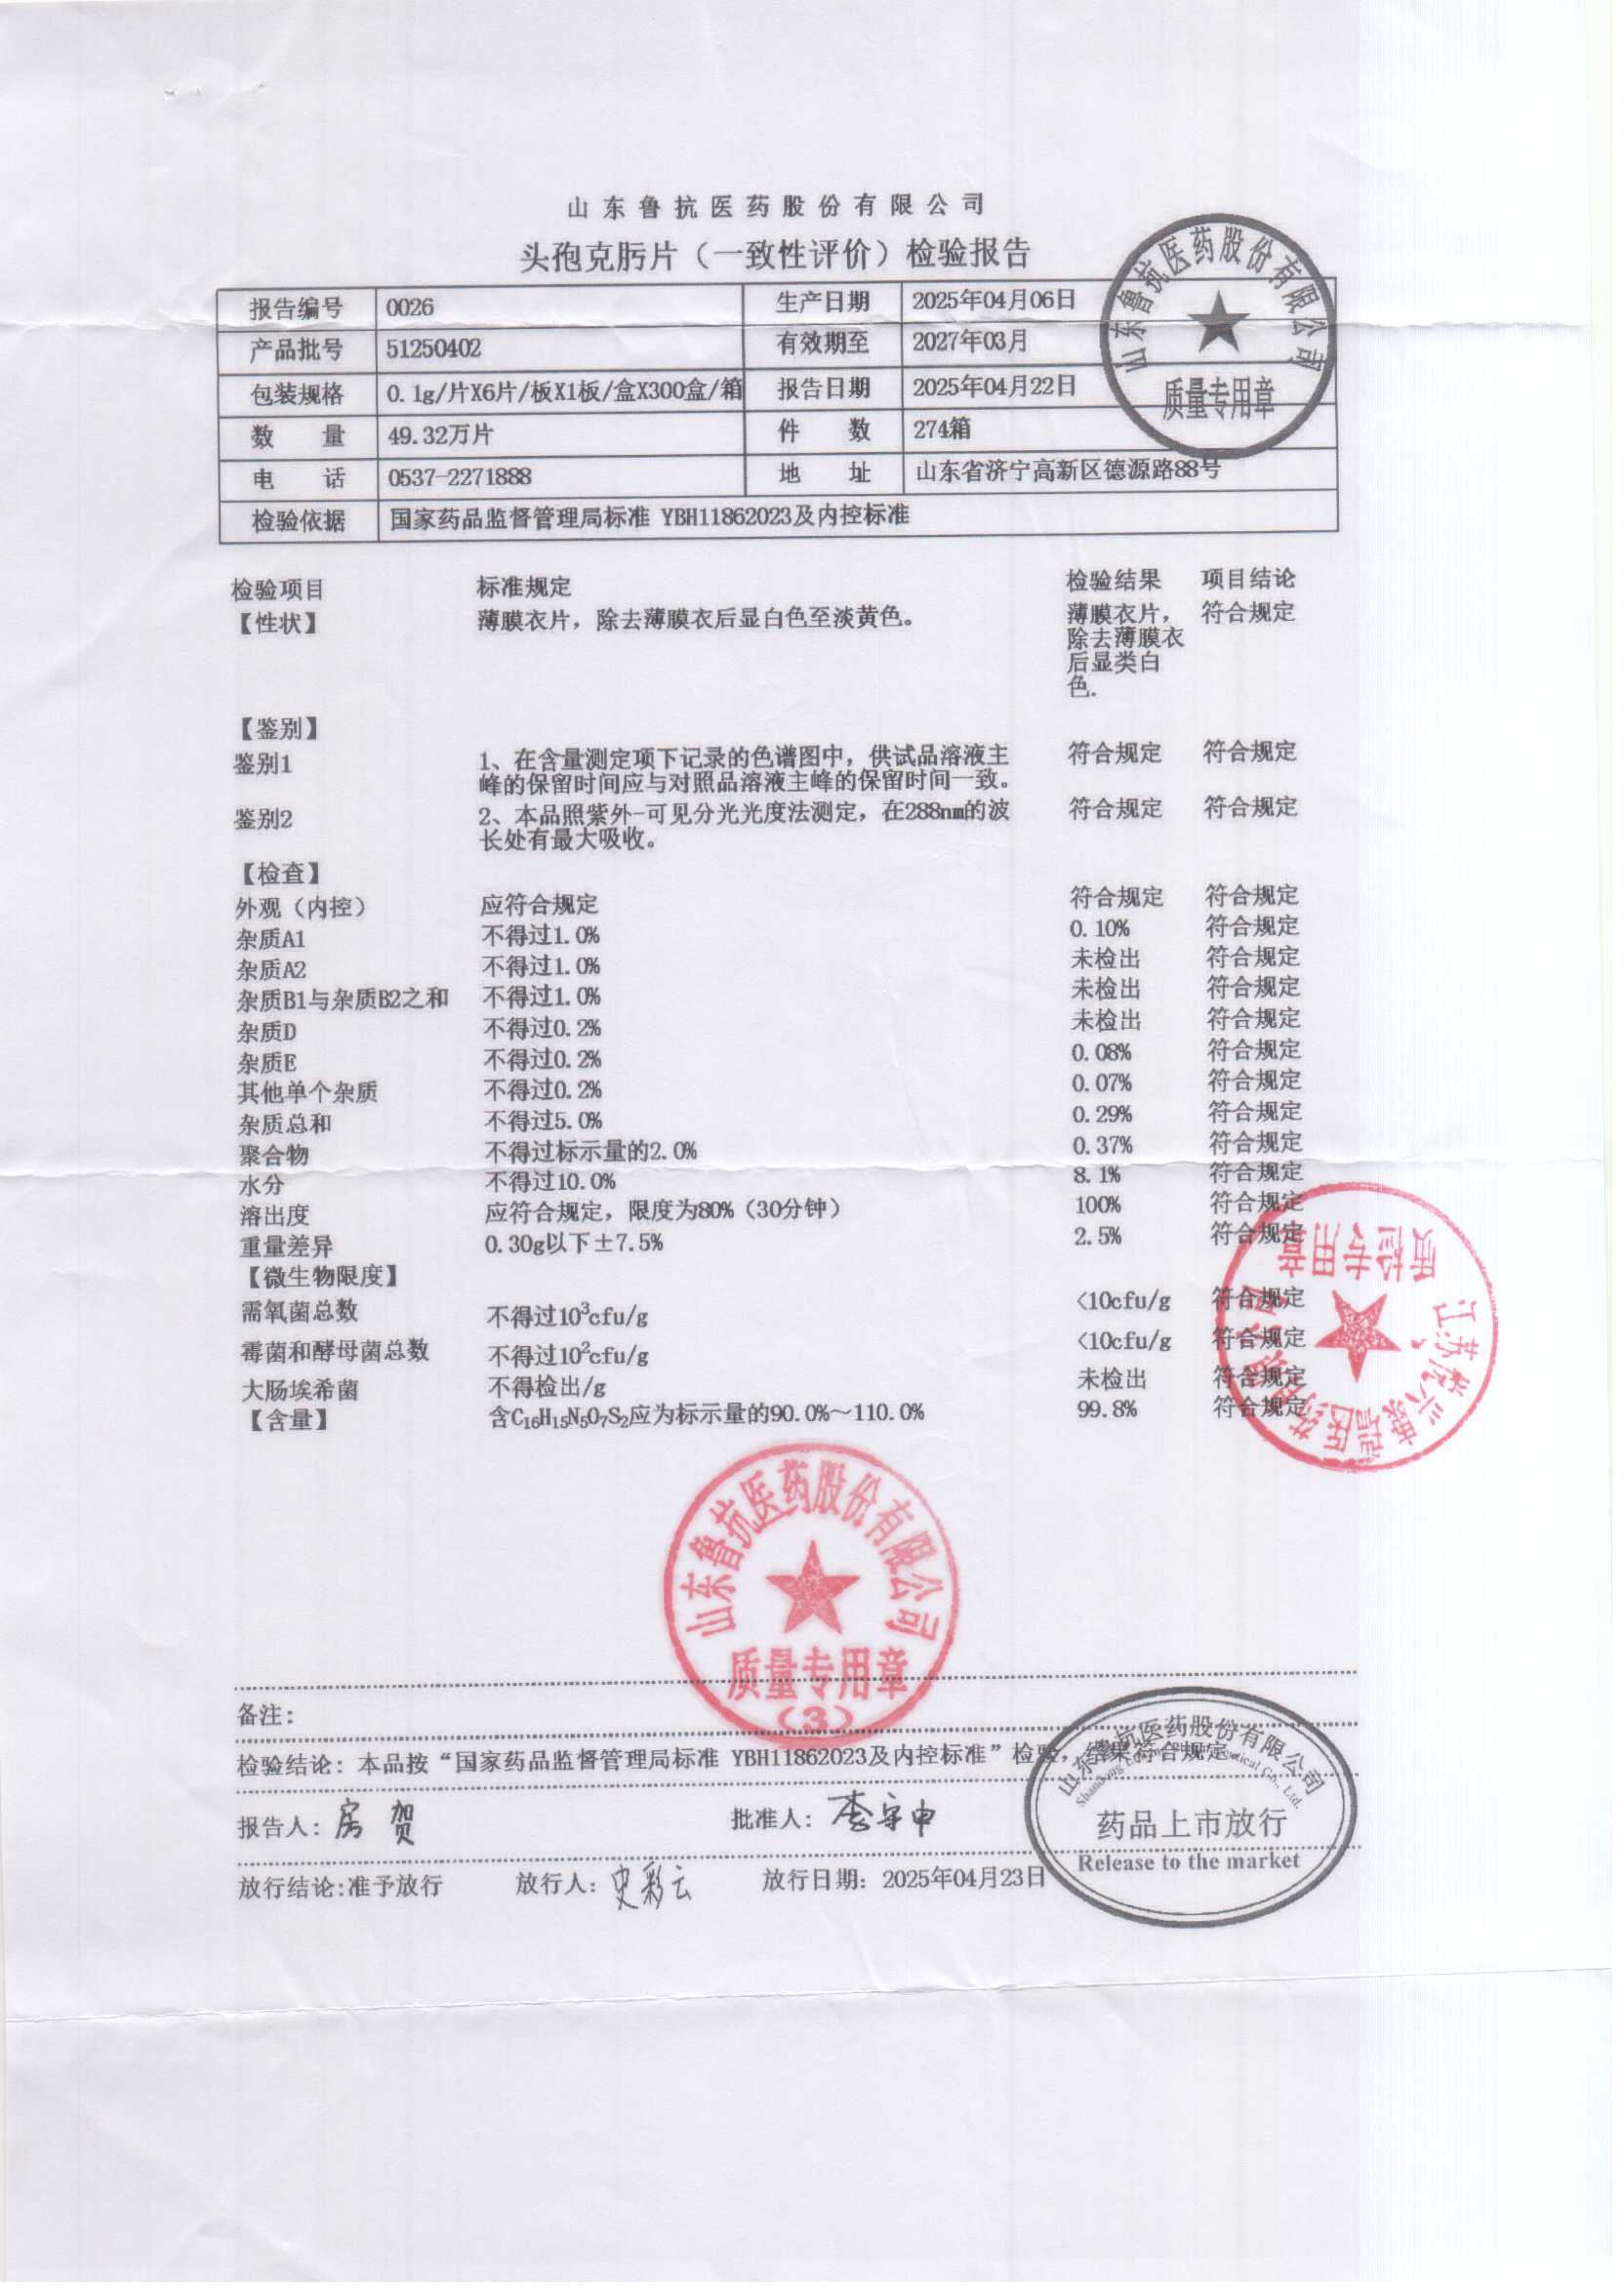 山东鲁抗医药股份有限公司
头孢克肟片（一致性评价）检验报告
报告编号 0026 生产日期 2025年04月06日
产品批号 51250402 有效期至 2027年03月
包装规格 0.1g/片X6片/板X1板/盒X300盒/箱 报告日期 2025年04月22日
数 量 49.32万片 件 数 274箱
电 话 0537-2271888 地 址 山东省济宁高新区德源路88号
检验依据 国家药品监督管理局标准 YBH11862023及内控标准
山东鲁抗医药股份有限公司
质量专用章
检验项目 标准规定 检验结果 项目结论
【性状】 薄膜衣片，除去薄膜衣后显白色至淡黄色。 薄膜衣片， 符合规定
除去薄膜衣
后显类白
色.
【鉴别】
鉴别1 1、在含量测定项下记录的色谱图中，供试品溶液主 符合规定 符合规定
峰的保留时间应与对照品溶液主峰的保留时间一致。
鉴别2 2、本品照紫外-可见分光光度法测定，在288nm的波 符合规定 符合规定
长处有最大吸收。
【检查】
外观（内控） 应符合规定 符合规定 符合规定
杂质A1 不得过1.0% 0.10% 符合规定
杂质A2 不得过1.0% 未检出 符合规定
杂质B1与杂质B2之和 不得过1.0% 未检出 符合规定
杂质D 不得过0.2% 未检出 符合规定
杂质E 不得过0.2% 0.08% 符合规定
其他单个杂质 不得过0.2% 0.07% 符合规定
杂质总和 不得过5.0% 0.29% 符合规定
聚合物 不得过标示量的2.0% 0.37% 符合规定
水分 不得过10.0% 8.1% 符合规定
溶出度 应符合规定，限度为80%（30分钟） 100% 符合规定
重量差异 0.30g以下±7.5% 2.5% 符合规定
【微生物限度】
需氧菌总数 不得过10³cfu/g <10cfu/g 符合规定
霉菌和酵母菌总数 不得过10²cfu/g <10cfu/g 符合规定
大肠埃希菌 不得检出/g 未检出 符合规定
【含量】 含C₁₆H₁₅N₅O₇S₂应为标示量的90.0%～110.0% 99.8% 符合规定
质检专用章
山东鲁抗医药股份有限公司
质量专用章
（3）
备注：
检验结论：本品按“国家药品监督管理局标准 YBH11862023及内控标准”检验，结果符合规定
报告人：房贺 批准人：李守申
放行结论:准予放行 放行人：史彩云 放行日期：2025年04月23日
山东鲁抗医药股份有限公司
药品上市放行
Release to the market